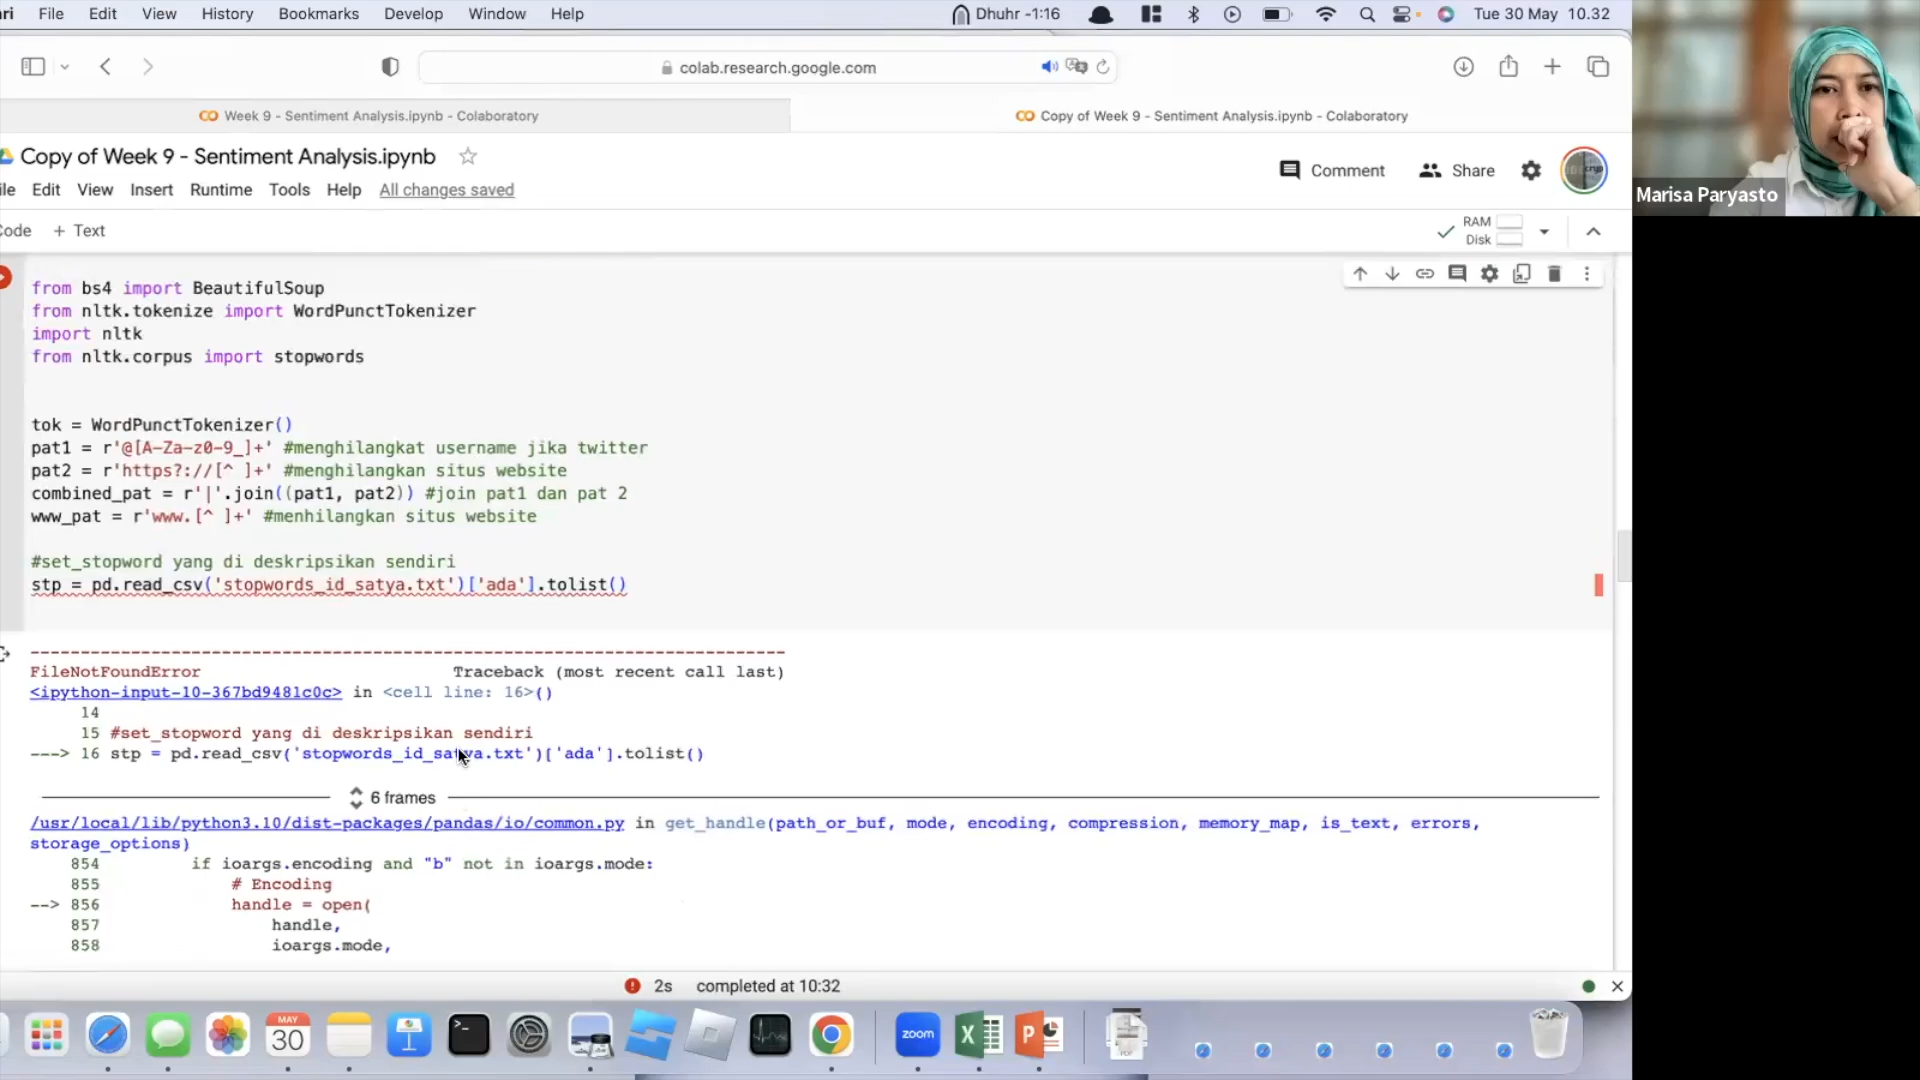 ri File Edit View History Bookmarks Develop Window Help Dhuhr -1:16 Tue 30 May 10.32
colab.research.google.com
Week 9 - Sentiment Analysis.ipynb - Colaboratory
Copy of Week 9 - Sentiment Analysis.ipynb - Colaboratory
Copy of Week 9 - Sentiment Analysis.ipynb
Comment Share
ile Edit View Insert Runtime Tools Help All changes saved
Code + Text
RAM
Disk
from bs4 import BeautifulSoup
from nltk.tokenize import WordPunctTokenizer
import nltk
from nltk.corpus import stopwords
tok = WordPunctTokenizer()
pat1 = r'@[A-Za-z0-9_]+' #menghilangkat username jika twitter
pat2 = r'https?://[^ ]+' #menghilangkan situs website
combined_pat = r'|'.join((pat1, pat2)) #join pat1 dan pat 2
www_pat = r'www.[^ ]+' #menhilangkan situs website
#set_stopword yang di deskripsikan sendiri
stp = pd.read_csv('stopwords_id_satya.txt')['ada'].tolist()
---------------------------------------------------------------------------
FileNotFoundError Traceback (most recent call last)
<ipython-input-10-367bd9481c0c> in <cell line: 16>()
14
15 #set_stopword yang di deskripsikan sendiri
---> 16 stp = pd.read_csv('stopwords_id_satya.txt')['ada'].tolist()
6 frames
/usr/local/lib/python3.10/dist-packages/pandas/io/common.py in get_handle(path_or_buf, mode, encoding, compression, memory_map, is_text, errors,
storage_options)
854 if ioargs.encoding and "b" not in ioargs.mode:
855 # Encoding
--> 856 handle = open(
857 handle,
858 ioargs.mode,
2s completed at 10:32
MAY
30
zoom
X
P
PDF
Marisa Paryasto